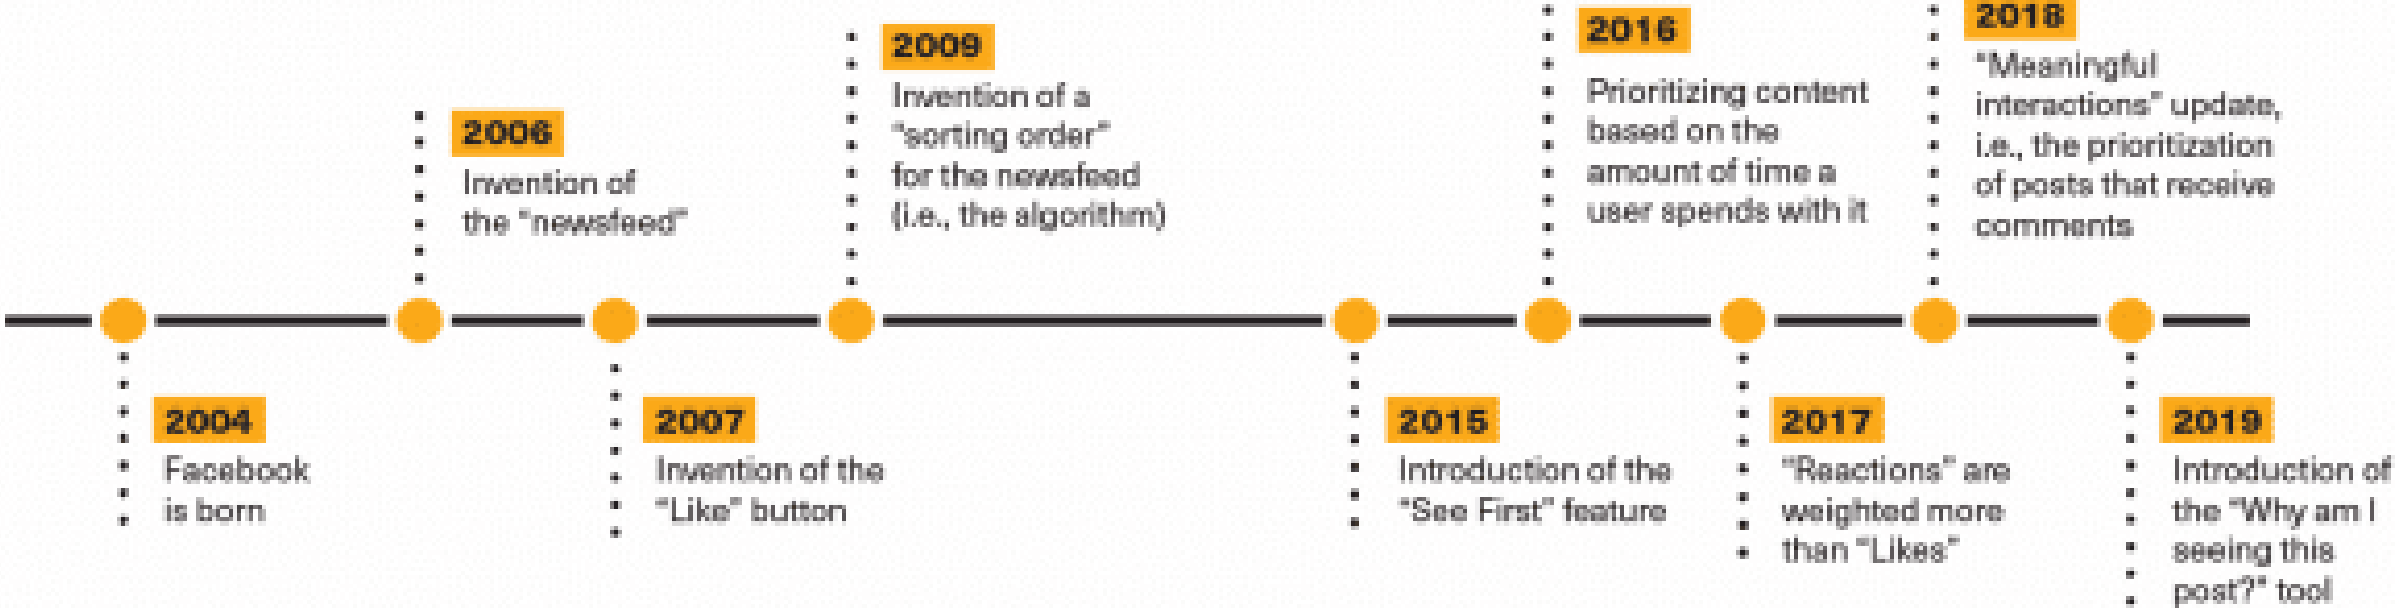 2004
Facebook
is born
2006
Invention of
the "newsfeed"
2007
Invention of the
"Like" button
2009
Invention of a
"sorting order"
for the newsfeed
(i.e., the algorithm)
2015
Introduction of the
"See First" feature
2016
Prioritizing content
based on the
amount of time a
user spends with it
2017
"Reactions" are
weighted more
than "Likes"
2018
"Meaningful
interactions" update,
i.e., the prioritization
of posts that receive
comments
2019
Introduction of
the "Why am I
seeing this
post?" tool